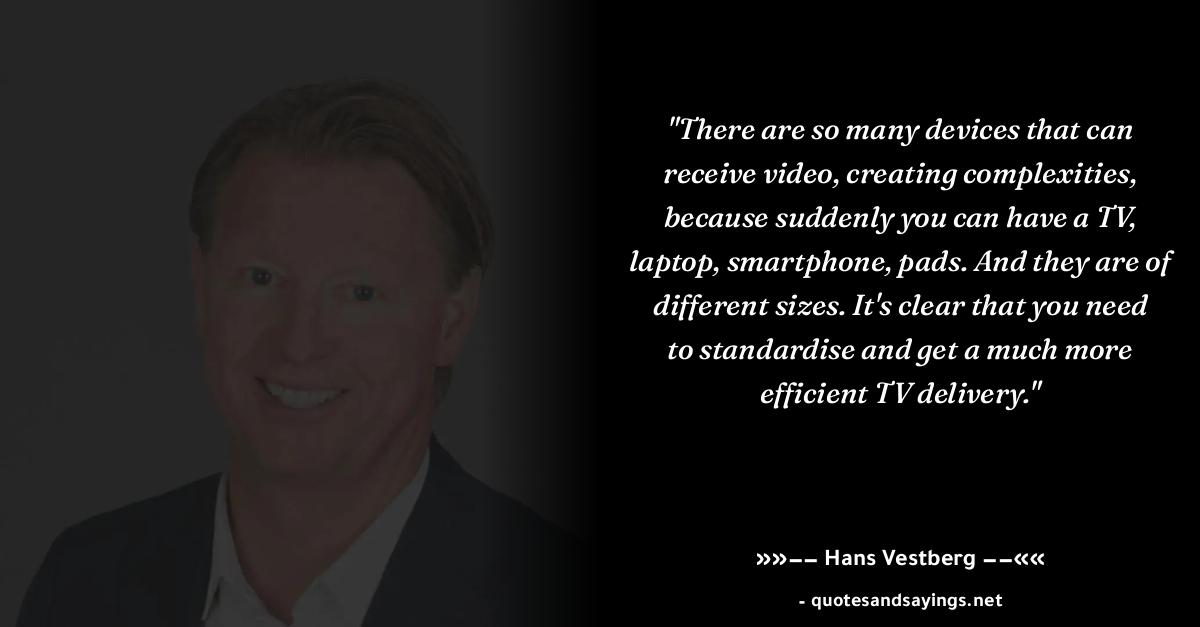 "There are so many devices that can
receive video, creating complexities,
because suddenly you can have a TV,
laptop, smartphone, pads. And they are of
different sizes. It's clear that you need
to standardise and get a much more
efficient TV delivery."
»»−− Hans Vestberg −−««
- quotesandsayings.net